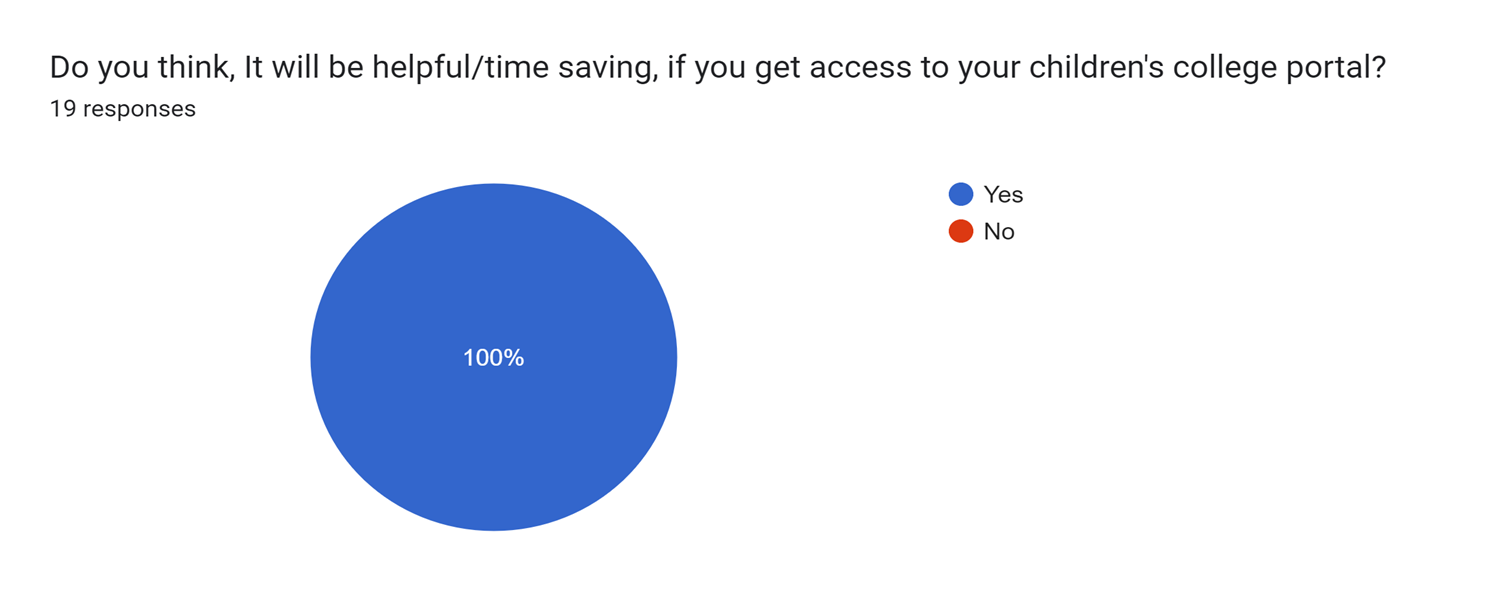 Do you think, It will be helpful/time saving, if you get access to your children's college portal?
19 responses
Yes
No
100%